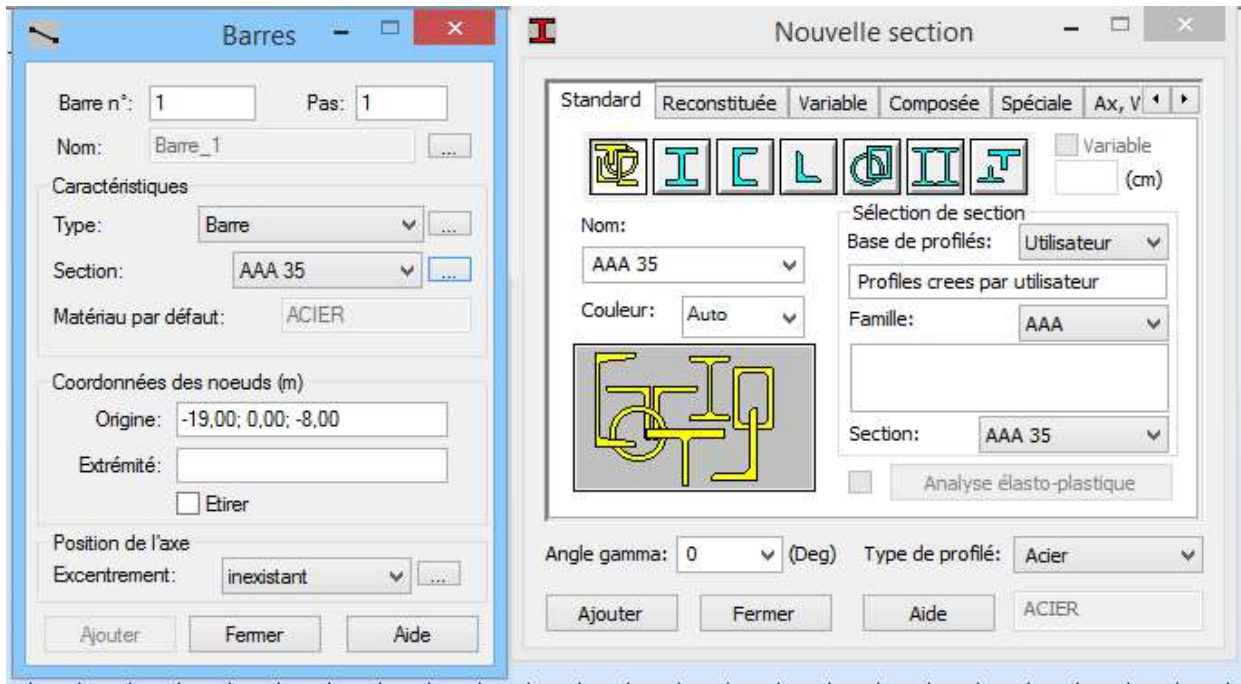 Barres
Barre n°: 1 Pas: 1
Nom: Barre_1 ...
Caractéristiques
Type: Barre ...
Section: AAA 35 ...
Matériau par défaut: ACIER
Coordonnées des noeuds (m)
Origine: -19,00; 0,00; -8,00
Extrémité:
Etirer
Position de l'axe
Excentrement: inexistant ...
Ajouter Fermer Aide
Nouvelle section
Standard Reconstituée Variable Composée Spéciale Ax, V
Variable
(cm)
Nom:
AAA 35
Couleur: Auto
Sélection de section
Base de profilés: Utilisateur
Profiles crees par utilisateur
Famille: AAA
Section: AAA 35
Analyse élasto-plastique
Angle gamma: 0 (Deg) Type de profilé: Acier
Ajouter Fermer Aide ACIER